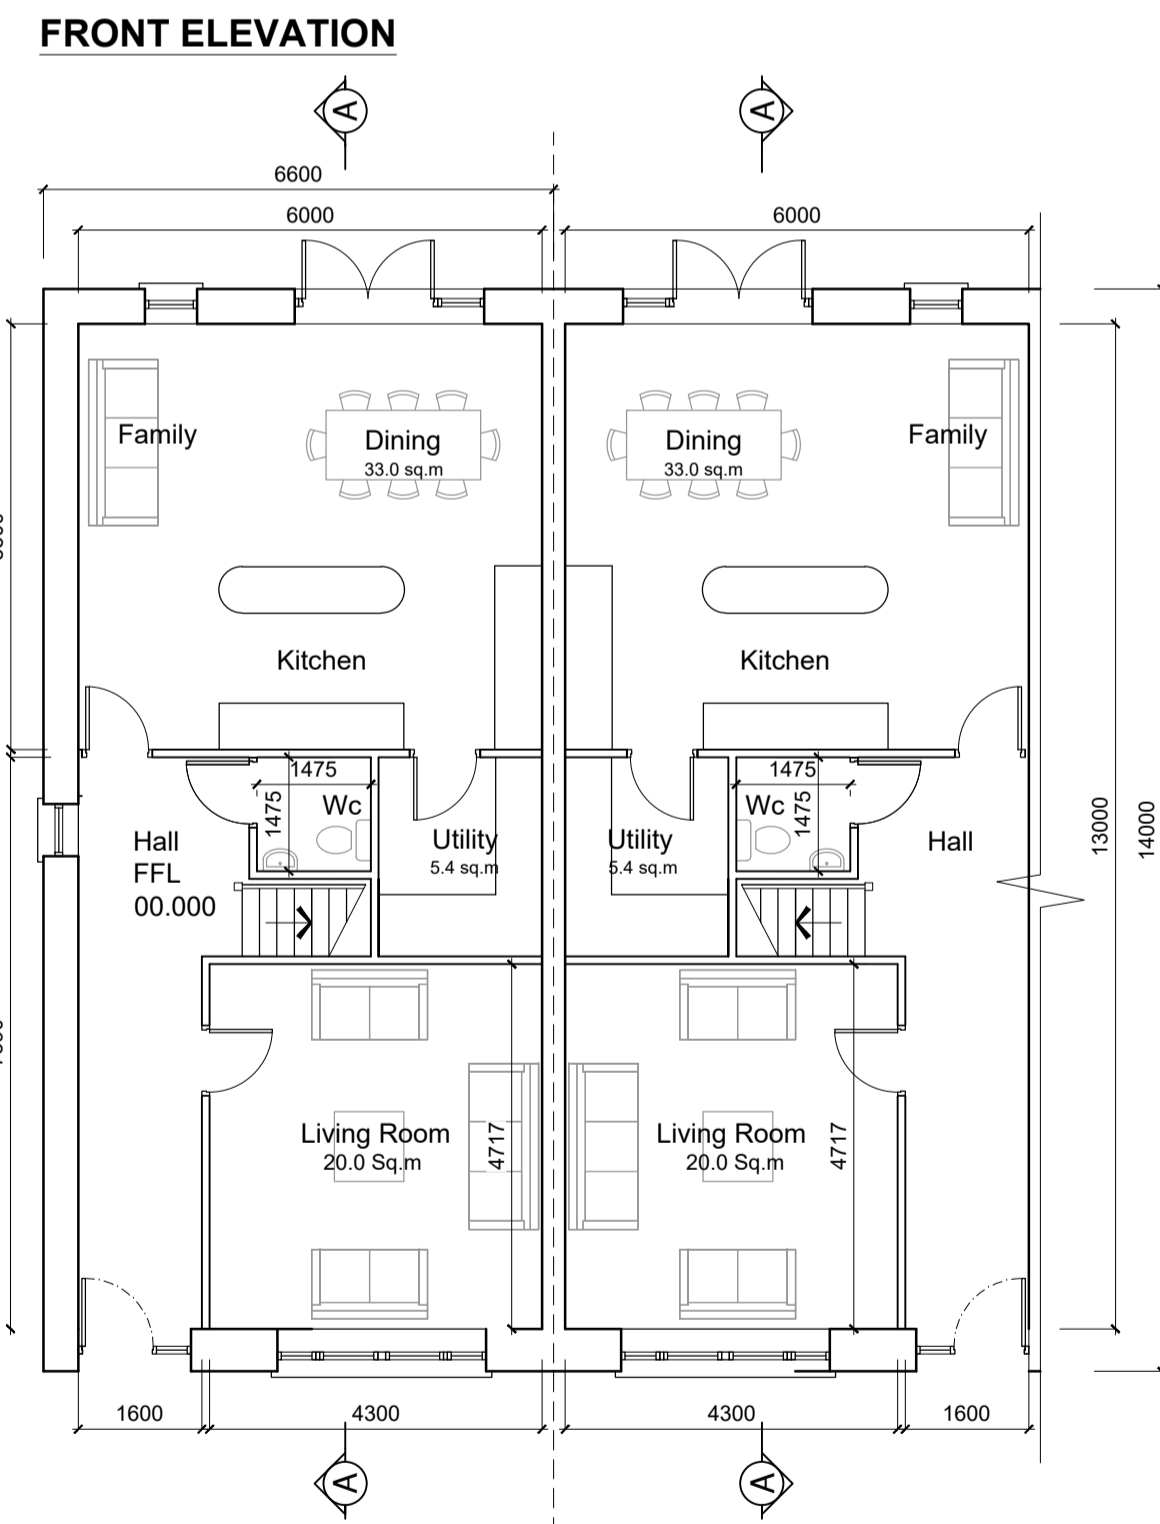 FRONT ELEVATION
A
A
6600
6000
6000
Family
Dining
33.0 sq.m
Dining
33.0 sq.m
Family
Kitchen
Kitchen
1475
1475
1475
1475
Wc
Wc
Hall
FFL
00.000
Utility
5.4 sq.m
Utility
5.4 sq.m
Hall
13000
14000
Living Room
20.0 Sq.m
4717
Living Room
20.0 Sq.m
4717
1600
4300
4300
1600
A
A